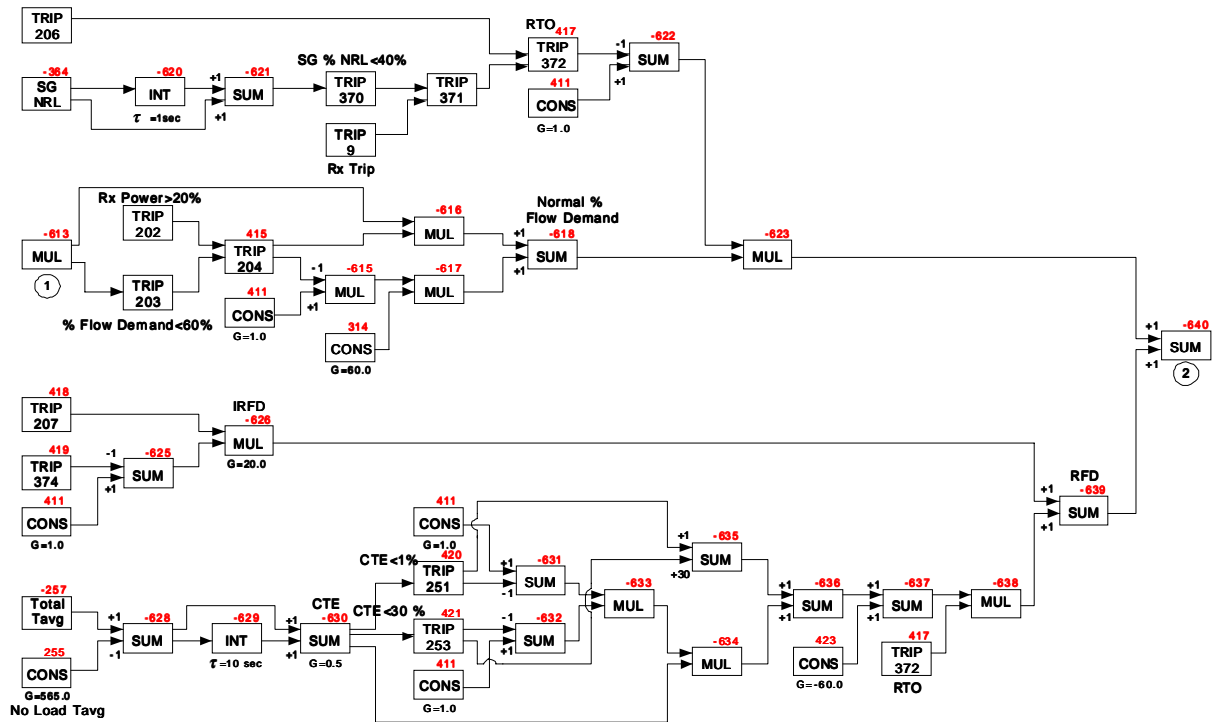 TRIP
206
RTO
417
TRIP
372
-1
-622
SUM
+1
411
CONS
G=1.0
SG % NRL<40%
-364
SG
NRL
-620
INT
τ =1sec
+1
-621
SUM
+1
TRIP
370
TRIP
371
TRIP
9
Rx Trip
Rx Power>20%
-613
MUL
1
TRIP
202
TRIP
203
% Flow Demand<60%
415
TRIP
204
411
CONS
G=1.0
-1
-615
MUL
+1
314
CONS
G=60.0
-616
MUL
-617
MUL
Normal %
Flow Demand
+1
-618
SUM
+1
-623
MUL
+1
-640
SUM
+1
2
418
TRIP
207
IRFD
-626
MUL
G=20.0
419
TRIP
374
-1
-625
SUM
+1
411
CONS
G=1.0
RFD
+1
-639
SUM
+1
-257
Total
Tavg
255
CONS
G=565.0
No Load Tavg
+1
-628
SUM
-1
-629
INT
τ=10 sec
CTE
+1
-630
SUM
+1
G=0.5
411
CONS
G=1.0
CTE<1%
420
TRIP
251
CTE<30 %
421
TRIP
253
411
CONS
G=1.0
+1
-631
SUM
-1
-1
-632
SUM
+1
-633
MUL
+1
-635
SUM
+30
-634
MUL
+1
-636
SUM
+1
423
CONS
G=-60.0
+1
-637
SUM
+1
417
TRIP
372
RTO
-638
MUL